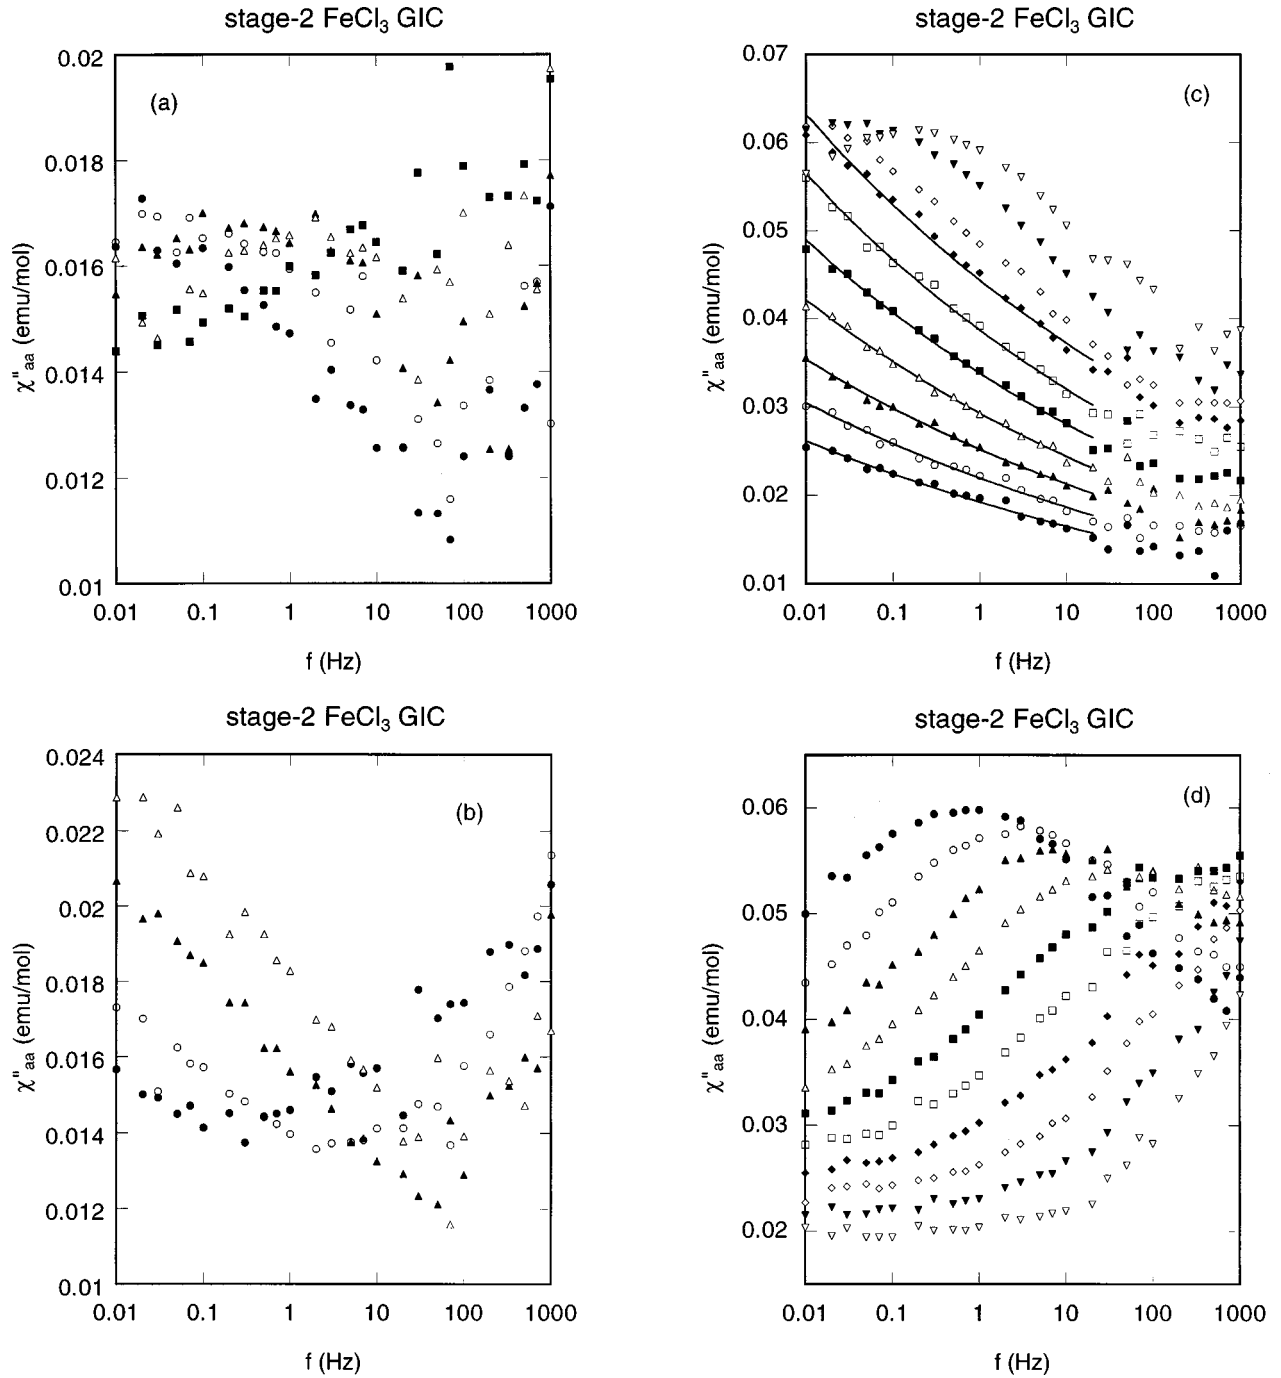 stage-2 FeCl₃ GIC
(a)
0.02
0.018
0.016
0.014
0.012
0.01
χ"aa (emu/mol)
0.01 0.1 1 10 100 1000
f (Hz)
stage-2 FeCl₃ GIC
(c)
0.07
0.06
0.05
0.04
0.03
0.02
0.01
χ"aa (emu/mol)
0.01 0.1 1 10 100 1000
f (Hz)
stage-2 FeCl₃ GIC
(b)
0.024
0.022
0.02
0.018
0.016
0.014
0.012
0.01
χ"aa (emu/mol)
0.01 0.1 1 10 100 1000
f (Hz)
stage-2 FeCl₃ GIC
(d)
0.06
0.05
0.04
0.03
0.02
χ"aa (emu/mol)
0.01 0.1 1 10 100 1000
f (Hz)